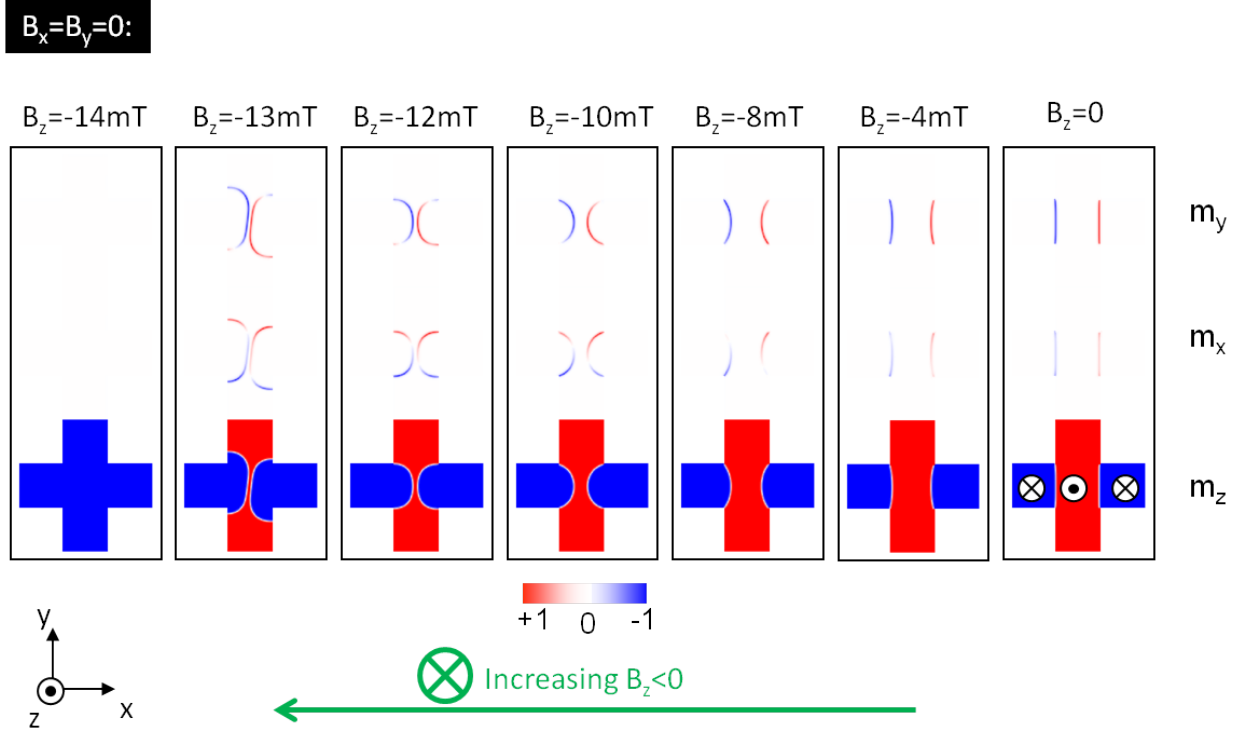 Bx=By=0:
Bz=-14mT Bz=-13mT Bz=-12mT Bz=-10mT Bz=-8mT Bz=-4mT Bz=0
my
mx
mz
+1 0 -1
y
z x
Increasing Bz<0